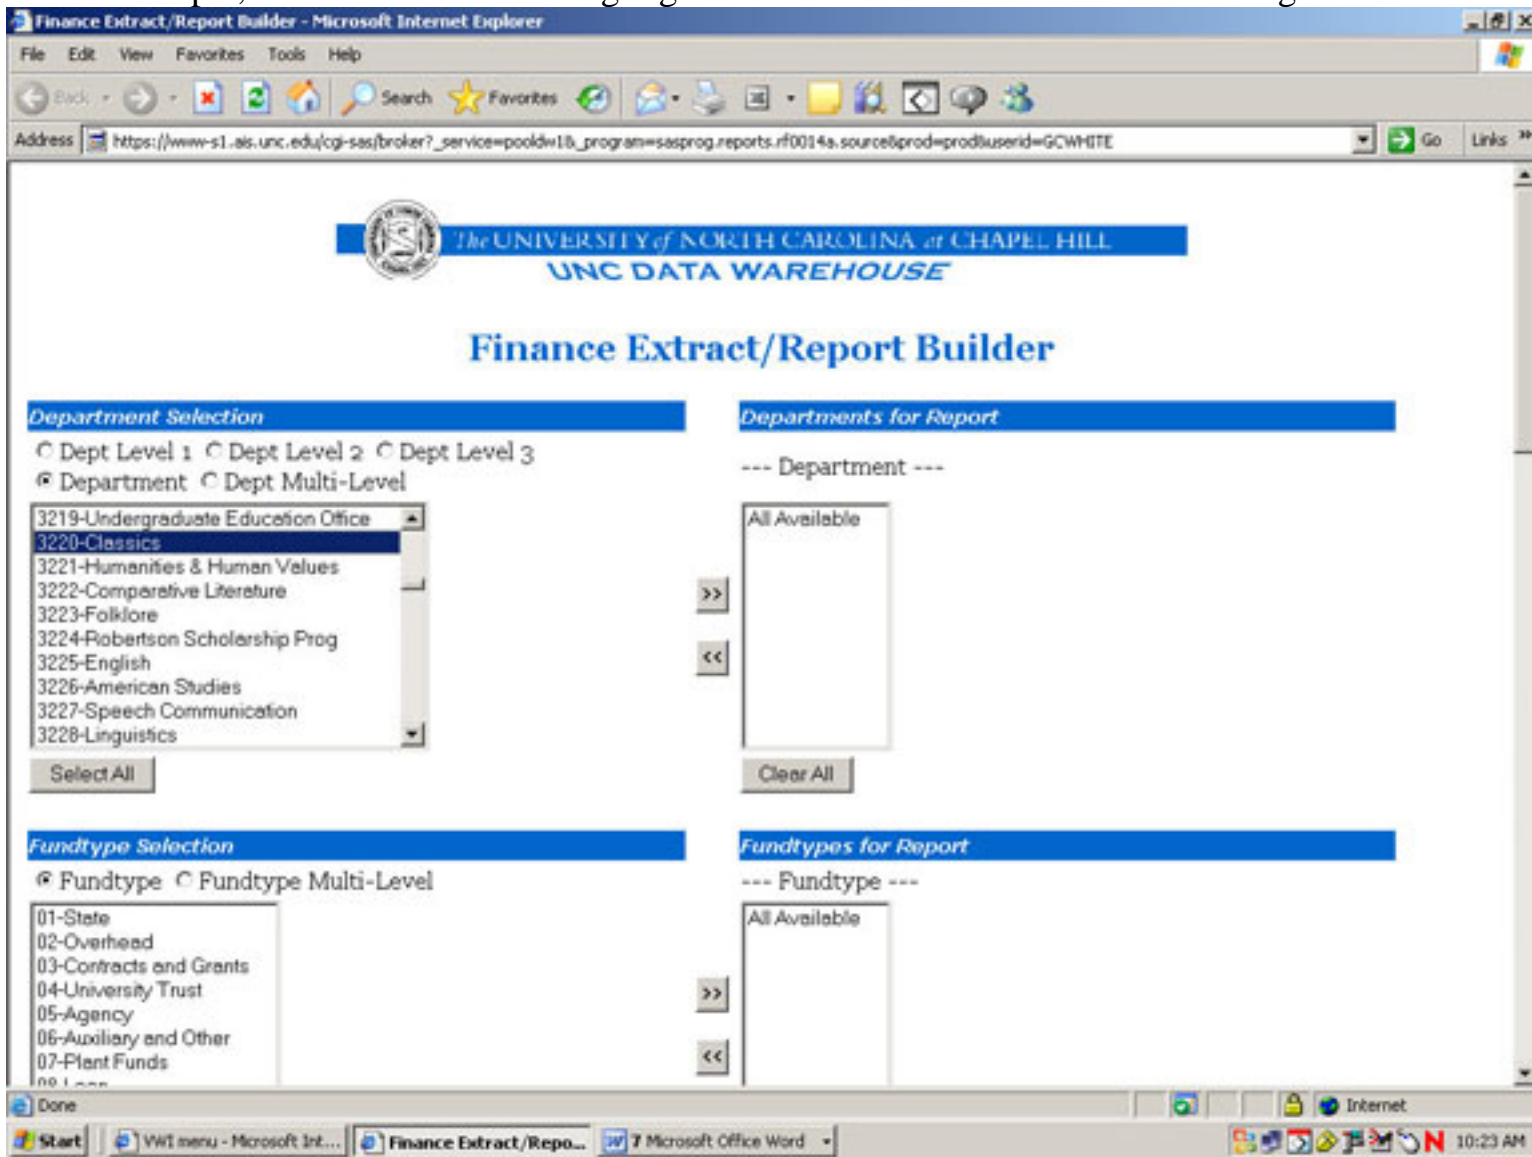 Finance Extract/Report Builder - Microsoft Internet Explorer
File Edit View Favorites Tools Help
Back Search Favorites
Address https://www-s1.ais.unc.edu/cgi-sas/broker?_service=pooldw1&_program=sasprog.reports.rf0014a.source&prod=prod&userid=GCWHITE Go Links »
The UNIVERSITY of NORTH CAROLINA at CHAPEL HILL
UNC DATA WAREHOUSE
Finance Extract/Report Builder
Department Selection
Dept Level 1 Dept Level 2 Dept Level 3
Department Dept Multi-Level
3219-Undergraduate Education Office
3220-Classics
3221-Humanities & Human Values
3222-Comparative Literature
3223-Folklore
3224-Robertson Scholarship Prog
3225-English
3226-American Studies
3227-Speech Communication
3228-Linguistics
Select All
>>
<<
Departments for Report
--- Department ---
All Available
Clear All
Fundtype Selection
Fundtype Fundtype Multi-Level
01-State
02-Overhead
03-Contracts and Grants
04-University Trust
05-Agency
06-Auxiliary and Other
07-Plant Funds
08-Loan
>>
<<
Fundtypes for Report
--- Fundtype ---
All Available
Done Internet
Start VWI menu - Microsoft Int... Finance Extract/Repo... 7 Microsoft Office Word N 10:23 AM